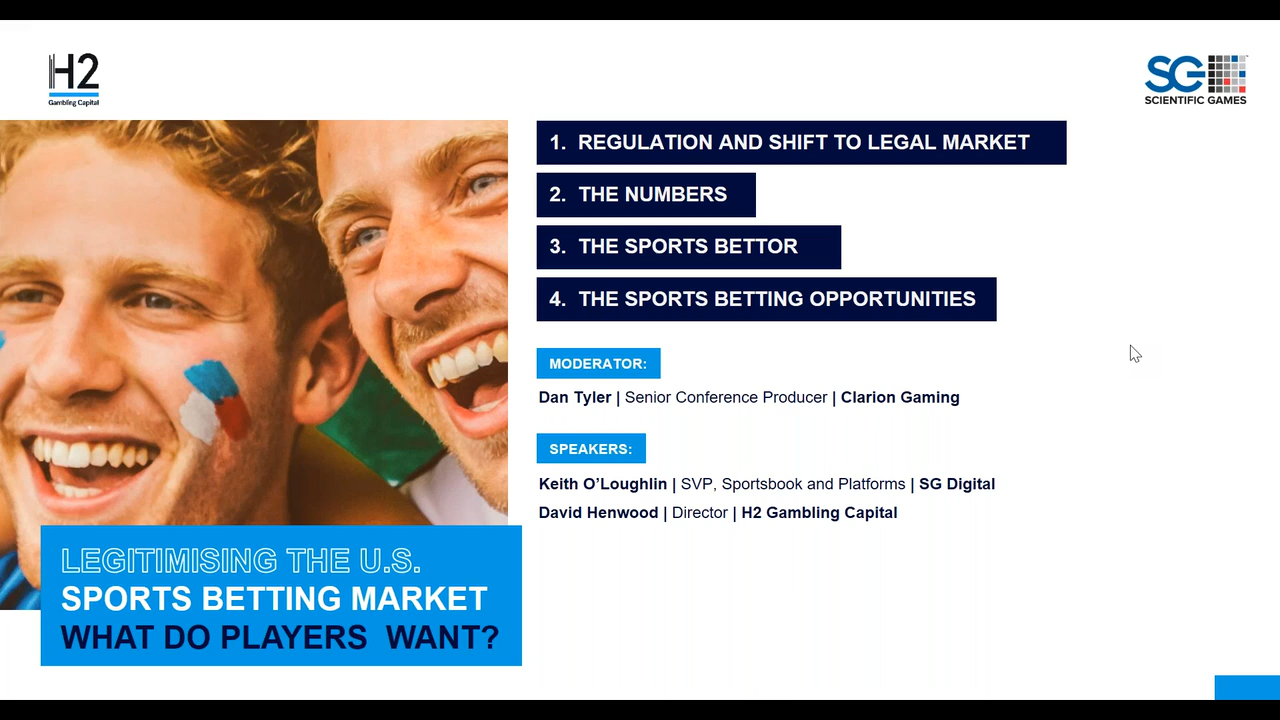 H2
Gambling Capital
SG
SCIENTIFIC GAMES
1. REGULATION AND SHIFT TO LEGAL MARKET
2. THE NUMBERS
3. THE SPORTS BETTOR
4. THE SPORTS BETTING OPPORTUNITIES
MODERATOR:
Dan Tyler | Senior Conference Producer | Clarion Gaming
SPEAKERS:
Keith O’Loughlin | SVP, Sportsbook and Platforms | SG Digital
David Henwood | Director | H2 Gambling Capital
LEGITIMISING THE U.S.
SPORTS BETTING MARKET
WHAT DO PLAYERS WANT?